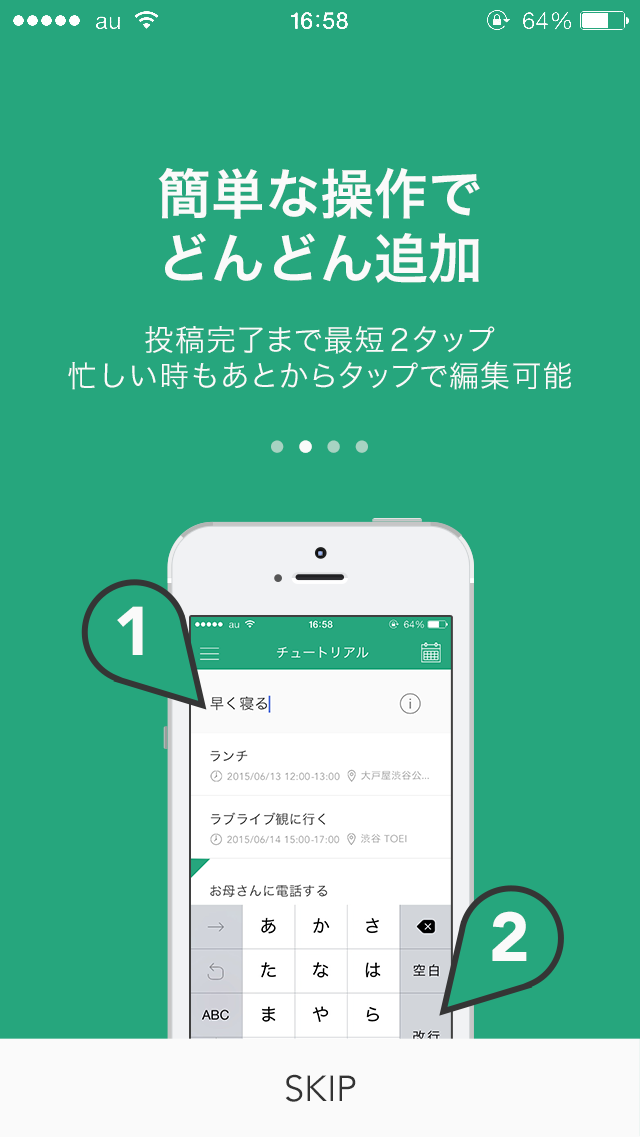 au 16:58 64%
簡単な操作で
どんどん追加
投稿完了まで最短2タップ
忙しい時もあとからタップで編集可能
1
au 16:58 64%
チュートリアル
早く寝る
ランチ
2015/06/13 12:00-13:00 大戸屋渋谷公...
ラブライブ観に行く
2015/06/14 15:00-17:00 渋谷 TOEI
お母さんに電話する
2
あ か さ
た な は 空白
ABC ま や ら 改行
SKIP